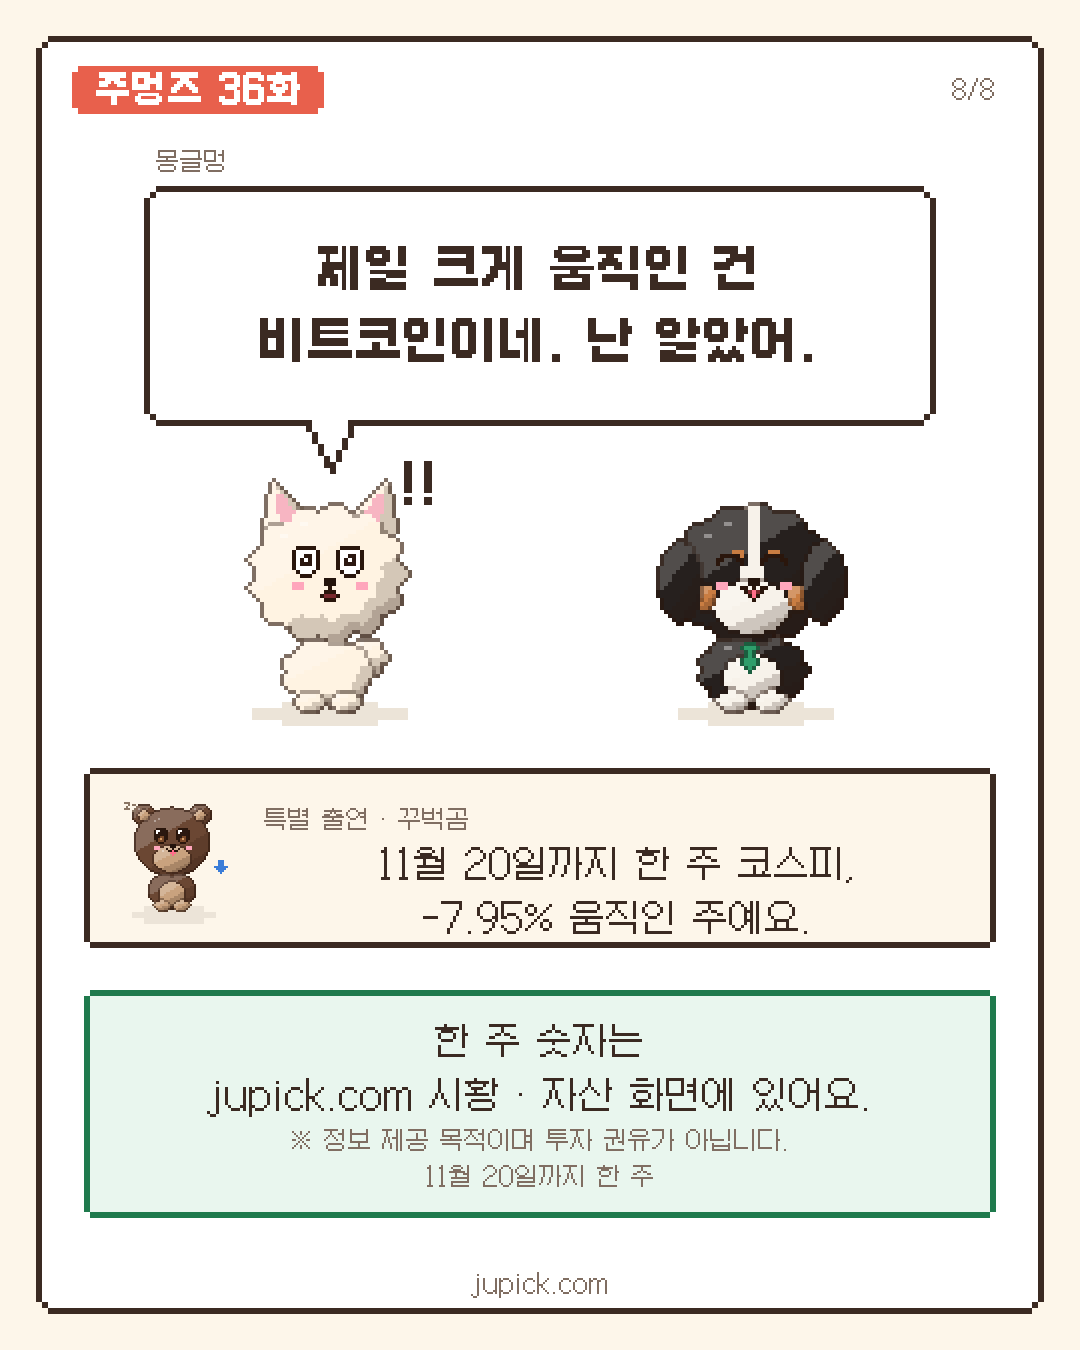 주멍즈 36화
8/8
몽글멍
제일 크게 움직인 건
비트코인이네. 난 알았어.
!!
특별 출연 · 꾸벅곰
11월 20일까지 한 주 코스피,
-7.95% 움직인 주예요.
한 주 숫자는
jupick.com 시황 · 자산 화면에 있어요.
※ 정보 제공 목적이며 투자 권유가 아닙니다.
11월 20일까지 한 주
jupick.com